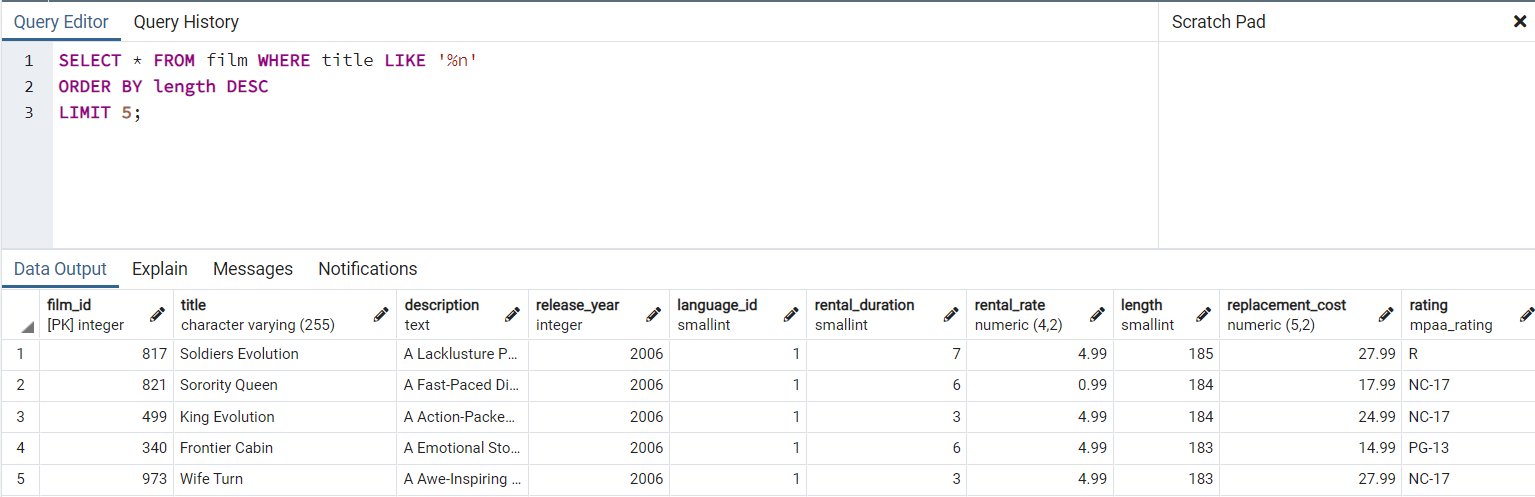 Query Editor Query History Scratch Pad
1 SELECT * FROM film WHERE title LIKE '%n'
2 ORDER BY length DESC
3 LIMIT 5;
Data Output Explain Messages Notifications
film_id title description release_year language_id rental_duration rental_rate length replacement_cost rating
[PK] integer character varying (255) text integer smallint smallint numeric (4,2) smallint numeric (5,2) mpaa_rating
1 817 Soldiers Evolution A Lacklusture P... 2006 1 7 4.99 185 27.99 R
2 821 Sorority Queen A Fast-Paced Di... 2006 1 6 0.99 184 17.99 NC-17
3 499 King Evolution A Action-Packe... 2006 1 3 4.99 184 24.99 NC-17
4 340 Frontier Cabin A Emotional Sto... 2006 1 6 4.99 183 14.99 PG-13
5 973 Wife Turn A Awe-Inspiring ... 2006 1 3 4.99 183 27.99 NC-17